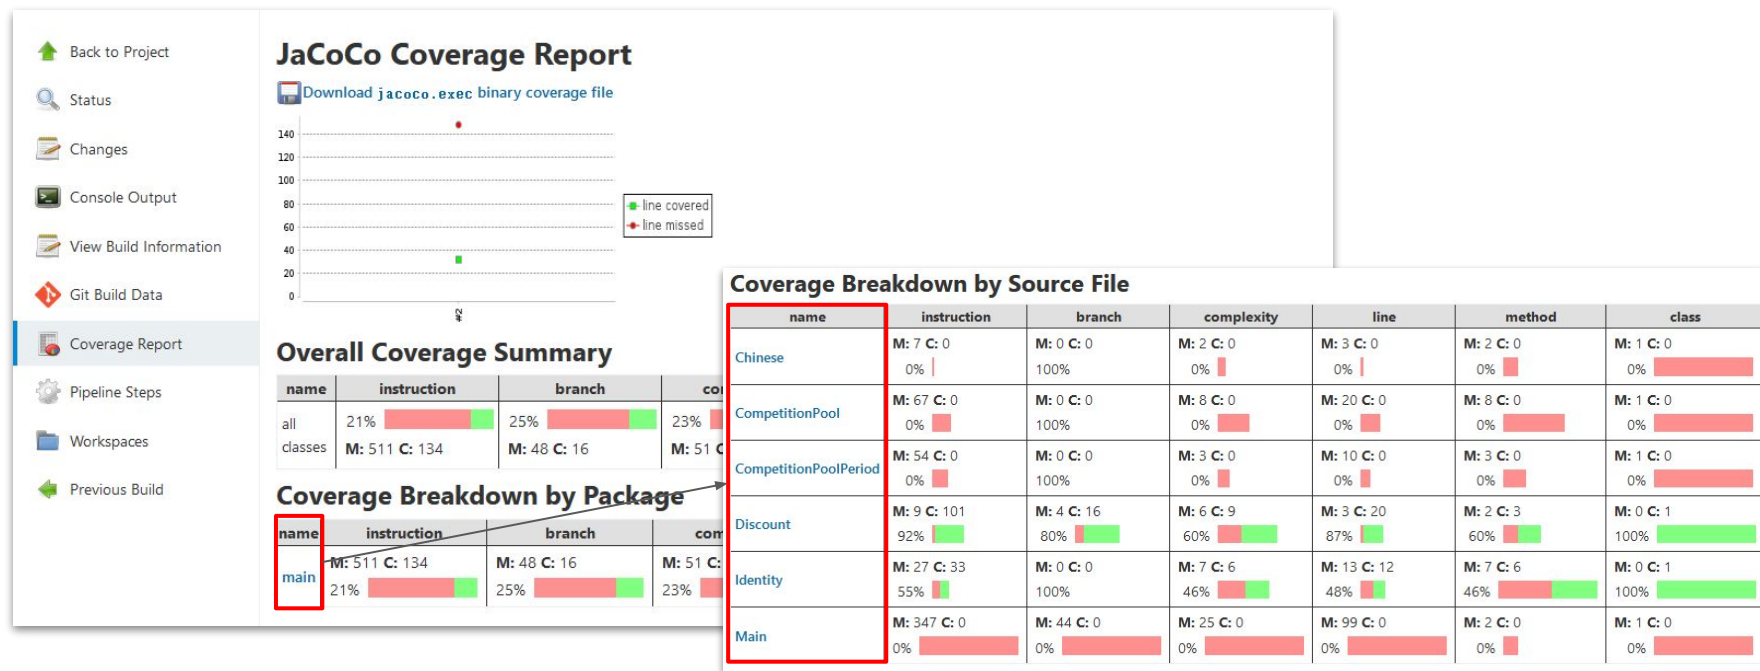 Back to Project
Status
Changes
Console Output
View Build Information
Git Build Data
Coverage Report
Pipeline Steps
Workspaces
Previous Build
JaCoCo Coverage Report
Download jacoco.exec binary coverage file
140
120
100
80
60
40
20
0
#2
line covered
line missed
Overall Coverage Summary
name instruction branch
all classes 21% 25% 23%
M: 511 C: 134 M: 48 C: 16 M: 51
Coverage Breakdown by Package
name instruction branch
main M: 511 C: 134 M: 48 C: 16 M: 51 C:
21% 25% 23%
Coverage Breakdown by Source File
name instruction branch complexity line method class
Chinese M: 7 C: 0 M: 0 C: 0 M: 2 C: 0 M: 3 C: 0 M: 2 C: 0 M: 1 C: 0
0% 100% 0% 0% 0% 0%
CompetitionPool M: 67 C: 0 M: 0 C: 0 M: 8 C: 0 M: 20 C: 0 M: 8 C: 0 M: 1 C: 0
0% 100% 0% 0% 0% 0%
CompetitionPoolPeriod M: 54 C: 0 M: 0 C: 0 M: 3 C: 0 M: 10 C: 0 M: 3 C: 0 M: 1 C: 0
0% 100% 0% 0% 0% 0%
Discount M: 9 C: 101 M: 4 C: 16 M: 6 C: 9 M: 3 C: 20 M: 2 C: 3 M: 0 C: 1
92% 80% 60% 87% 60% 100%
Identity M: 27 C: 33 M: 0 C: 0 M: 7 C: 6 M: 13 C: 12 M: 7 C: 6 M: 0 C: 1
55% 100% 46% 48% 46% 100%
Main M: 347 C: 0 M: 44 C: 0 M: 25 C: 0 M: 99 C: 0 M: 2 C: 0 M: 1 C: 0
0% 0% 0% 0% 0% 0%